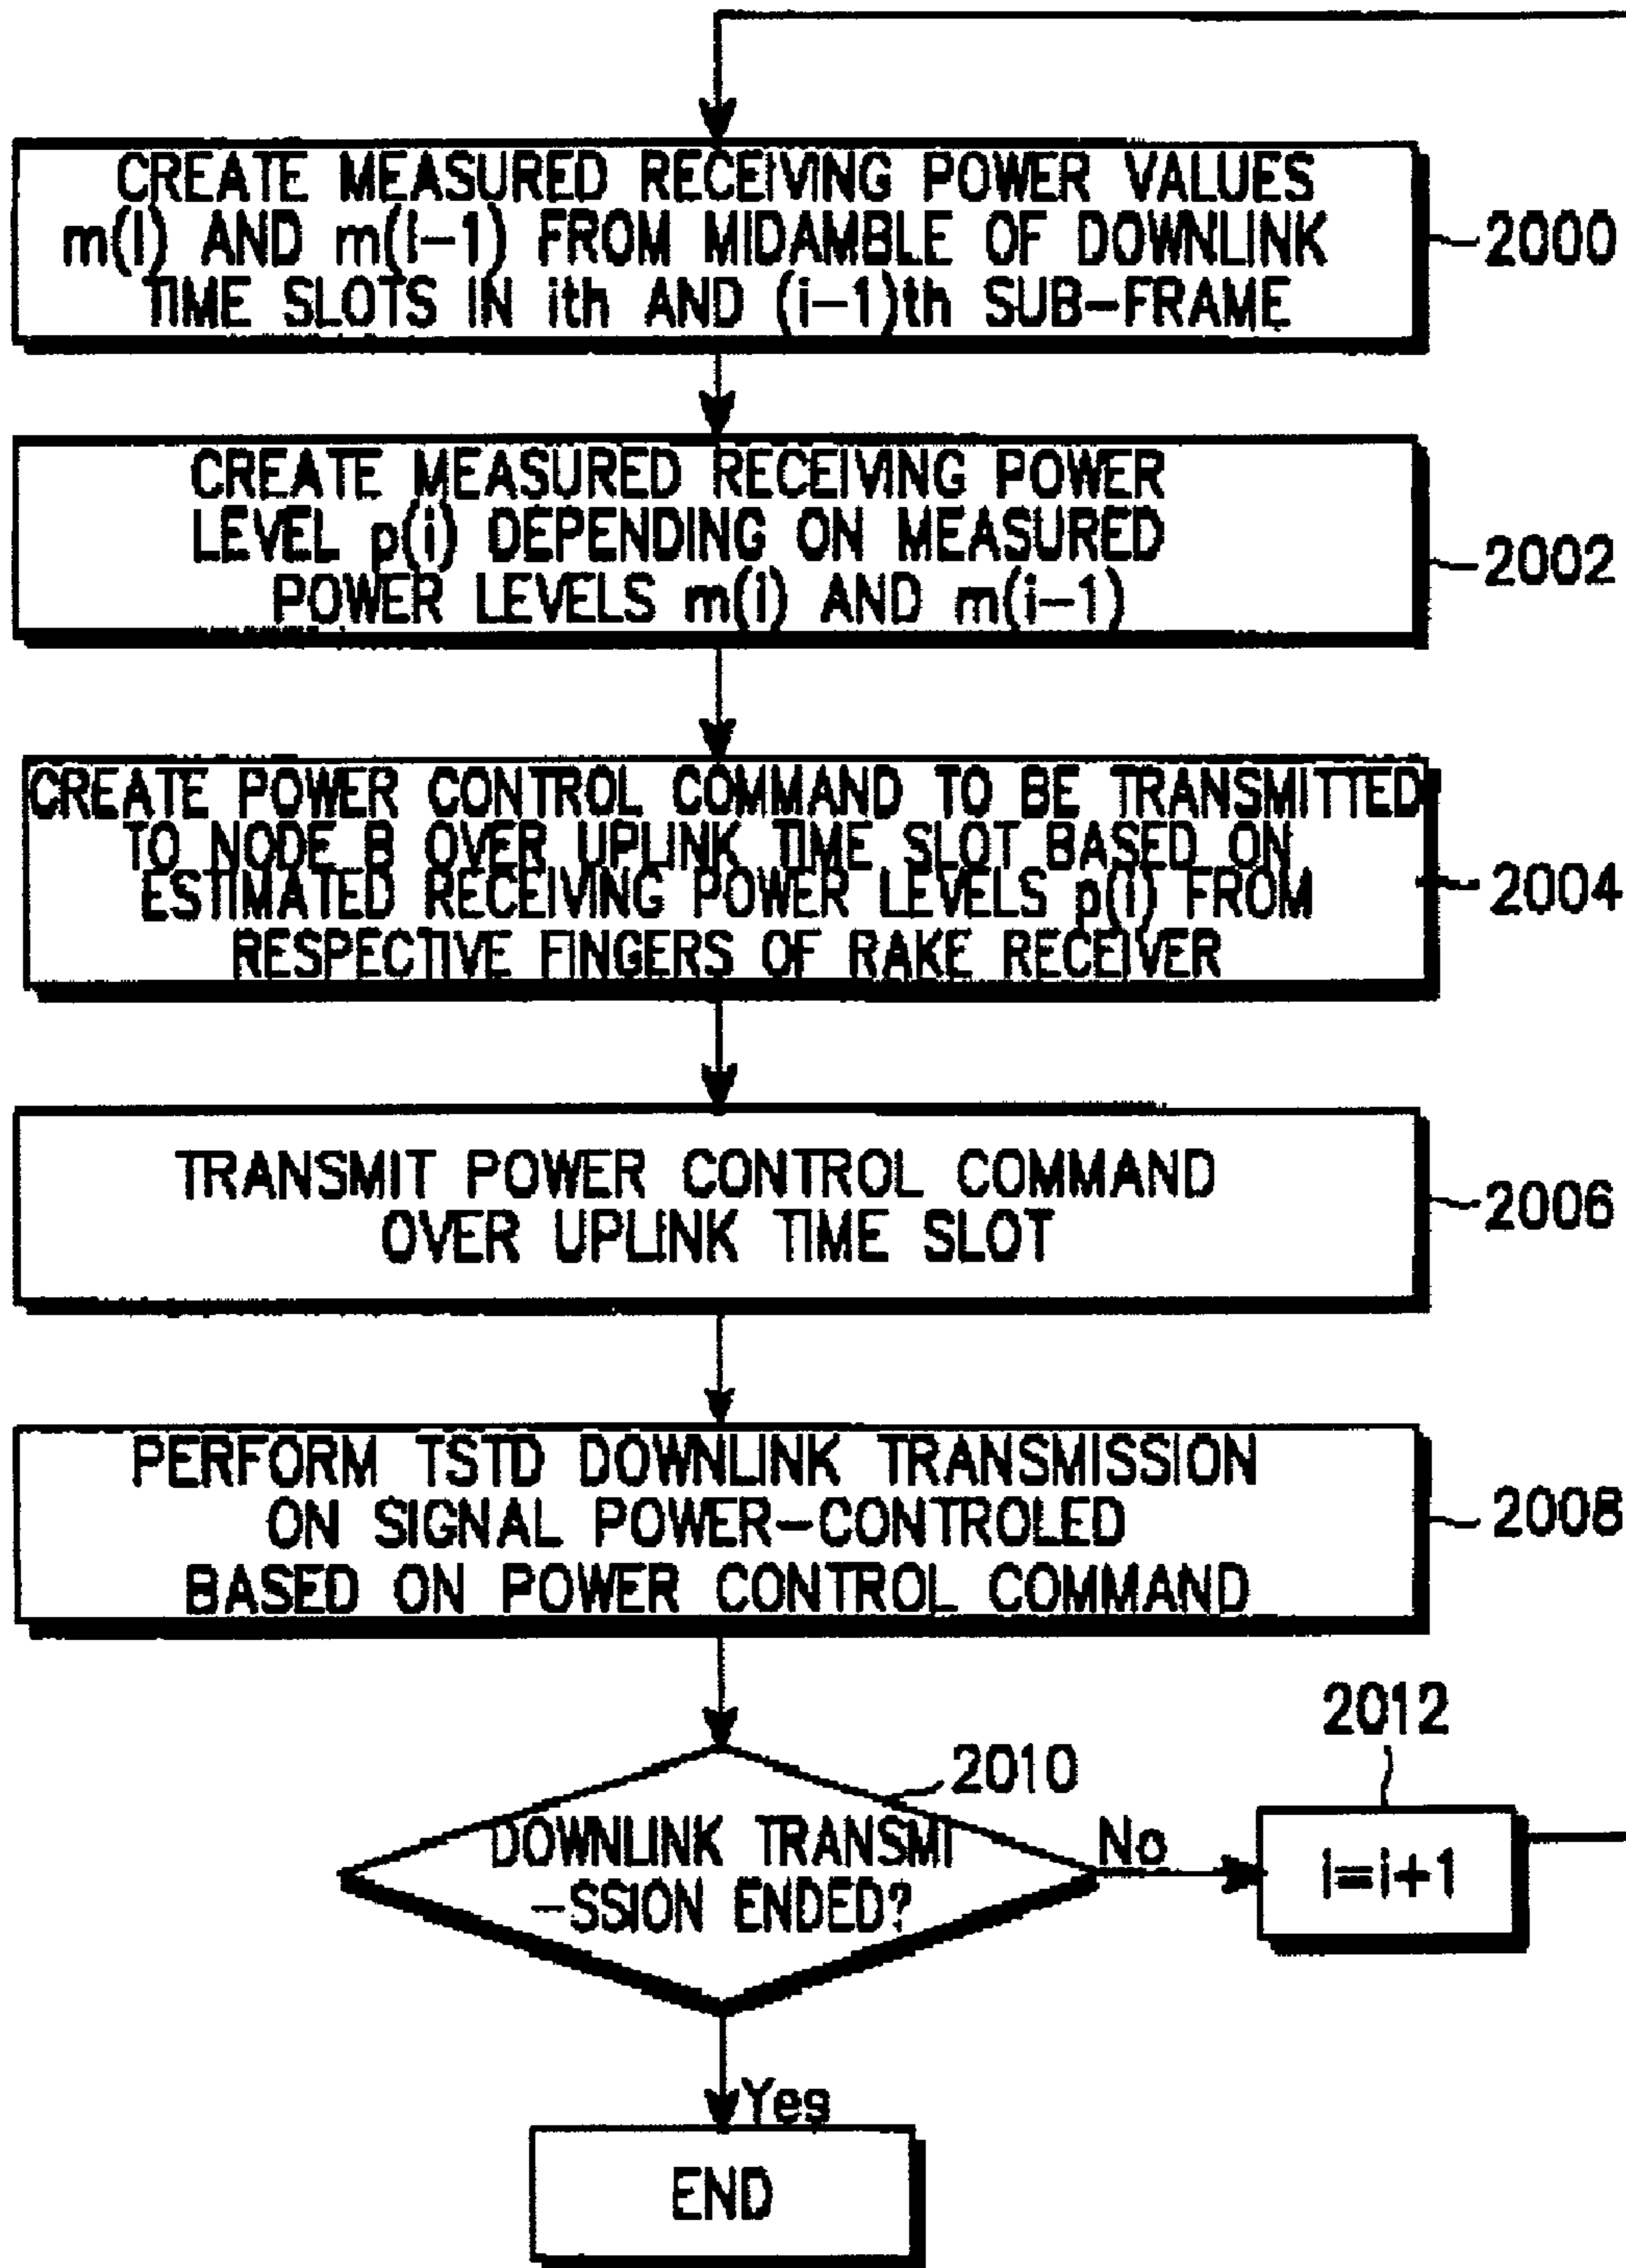 CREATE MEASURED RECEIVING POWER VALUES
m(i) AND m(i-1) FROM MIDAMBLE OF DOWNLINK
TIME SLOTS IN ith AND (i-1)th SUB-FRAME
2000
CREATE MEASURED RECEIVING POWER
LEVEL p(i) DEPENDING ON MEASURED
POWER LEVELS m(i) AND m(i-1)
2002
CREATE POWER CONTROL COMMAND TO BE TRANSMITTED
TO NODE B OVER UPLINK TIME SLOT BASED ON
ESTIMATED RECEIVING POWER LEVELS p(i) FROM
RESPECTIVE FINGERS OF RAKE RECEIVER
2004
TRANSMIT POWER CONTROL COMMAND
OVER UPLINK TIME SLOT
2006
PERFORM TSTD DOWNLINK TRANSMISSION
ON SIGNAL POWER-CONTROLED
BASED ON POWER CONTROL COMMAND
2008
2010
DOWNLINK TRANSMI
-SSION ENDED?
No
2012
i=i+1
Yes
END